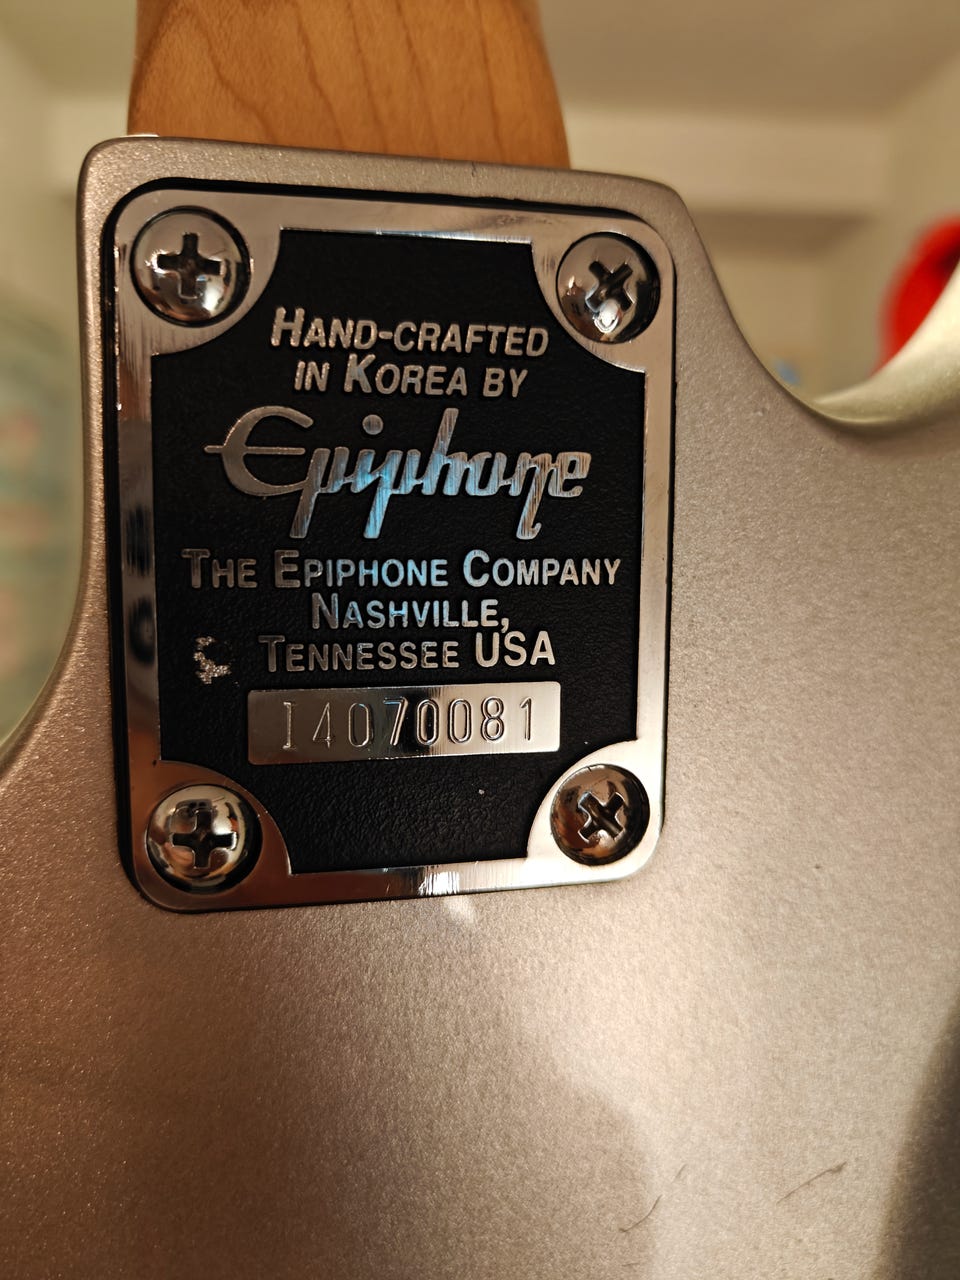 HAND-CRAFTED
IN KOREA BY
Epiphone
THE EPIPHONE COMPANY
NASHVILLE,
TENNESSEE USA
I4070081